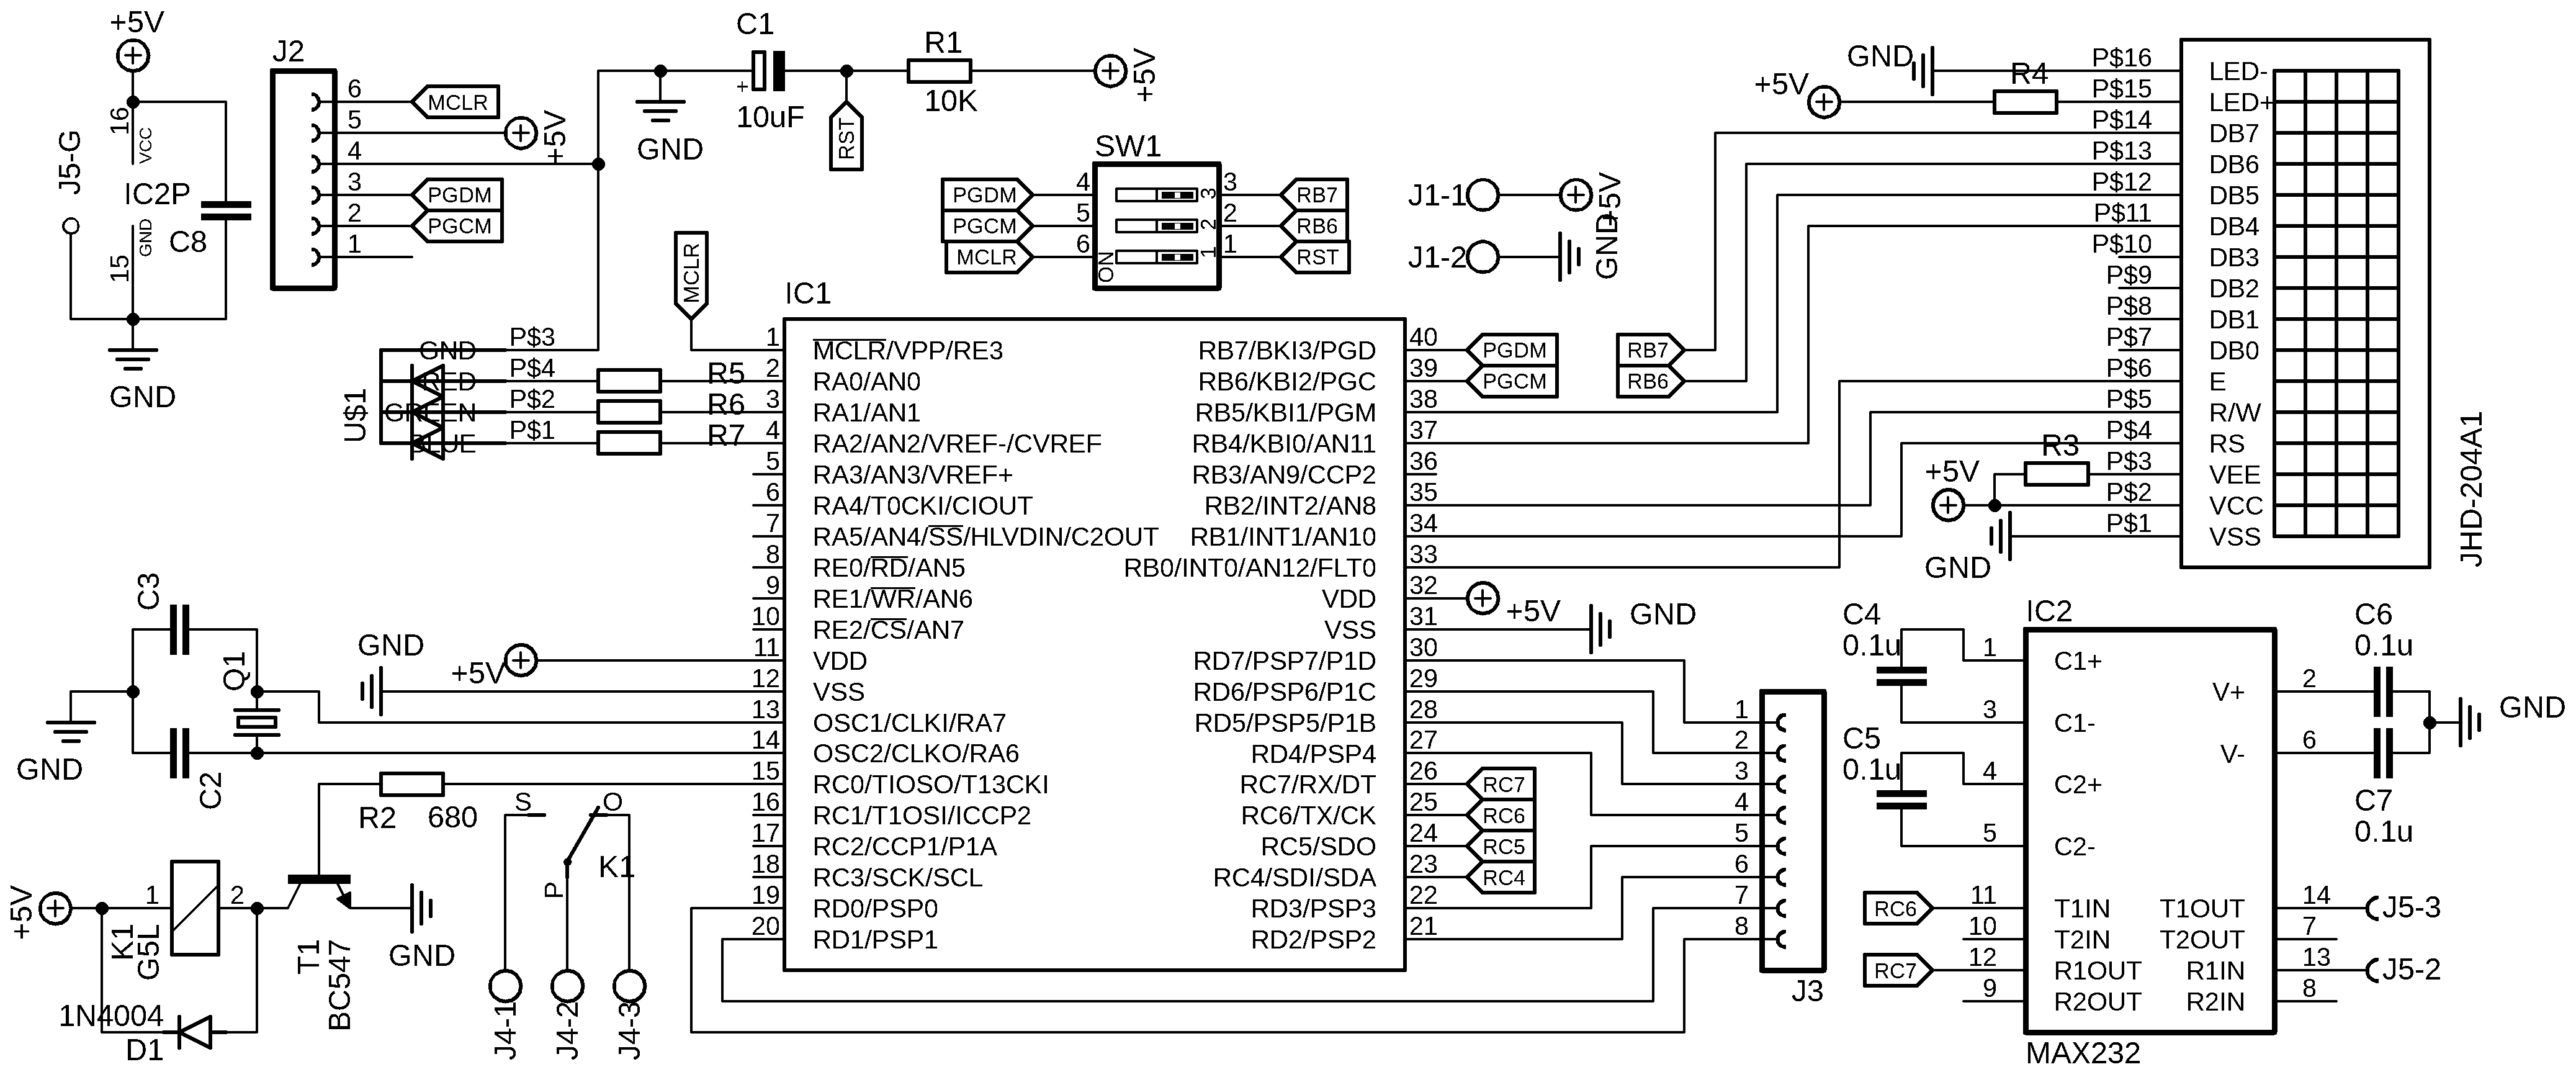 +5V
J5-G
16
VCC
IC2P
GND
15
C8
GND
J2
6
MCLR
5
+5V
4
3
PGDM
2
PGCM
1
C1
+
10uF
GND
RST
R1
10K
+5V
SW1
PGDM
4
3
3
RB7
PGCM
5
2
2
RB6
MCLR
6
1
1
RST
ON
J1-1
+5V
J1-2
GND
GND
P$16
LED-
+5V
R4
P$15
LED+
P$14
DB7
P$13
DB6
P$12
DB5
P$11
DB4
P$10
DB3
P$9
DB2
P$8
DB1
P$7
DB0
P$6
E
P$5
R/W
P$4
RS
R3
P$3
VEE
+5V
P$2
VCC
P$1
VSS
GND
JHD-204A1
MCLR
U$1
GND
P$3
RED
P$4
R5
GREEN
P$2
R6
BLUE
P$1
R7
IC1
1
MCLR/VPP/RE3
2
RA0/AN0
3
RA1/AN1
4
RA2/AN2/VREF-/CVREF
5
RA3/AN3/VREF+
6
RA4/T0CKI/CIOUT
7
RA5/AN4/SS/HLVDIN/C2OUT
8
RE0/RD/AN5
9
RE1/WR/AN6
10
RE2/CS/AN7
11
VDD
12
VSS
13
OSC1/CLKI/RA7
14
OSC2/CLKO/RA6
15
RC0/TIOSO/T13CKI
16
RC1/T1OSI/ICCP2
17
RC2/CCP1/P1A
18
RC3/SCK/SCL
19
RD0/PSP0
20
RD1/PSP1
RB7/BKI3/PGD
40
PGDM
RB7
RB6/KBI2/PGC
39
PGCM
RB6
RB5/KBI1/PGM
38
RB4/KBI0/AN11
37
RB3/AN9/CCP2
36
RB2/INT2/AN8
35
RB1/INT1/AN10
34
RB0/INT0/AN12/FLT0
33
VDD
32
+5V
VSS
31
GND
RD7/PSP7/P1D
30
RD6/PSP6/P1C
29
RD5/PSP5/P1B
28
RD4/PSP4
27
RC7/RX/DT
26
RC7
RC6/TX/CK
25
RC6
RC5/SDO
24
RC5
RC4/SDI/SDA
23
RC4
RD3/PSP3
22
RD2/PSP2
21
C3
Q1
GND
C2
GND
+5V
R2
680
+5V
1
2
K1
G5L
1N4004
D1
T1
BC547
GND
S
O
P
K1
J4-1
J4-2
J4-3
1
2
3
4
5
6
7
8
J3
C4
0.1u
C5
0.1u
IC2
1
C1+
3
C1-
4
C2+
5
C2-
RC6
11
T1IN
10
T2IN
RC7
12
R1OUT
9
R2OUT
V+
2
V-
6
T1OUT
14
J5-3
T2OUT
7
R1IN
13
J5-2
R2IN
8
MAX232
C6
0.1u
GND
C7
0.1u